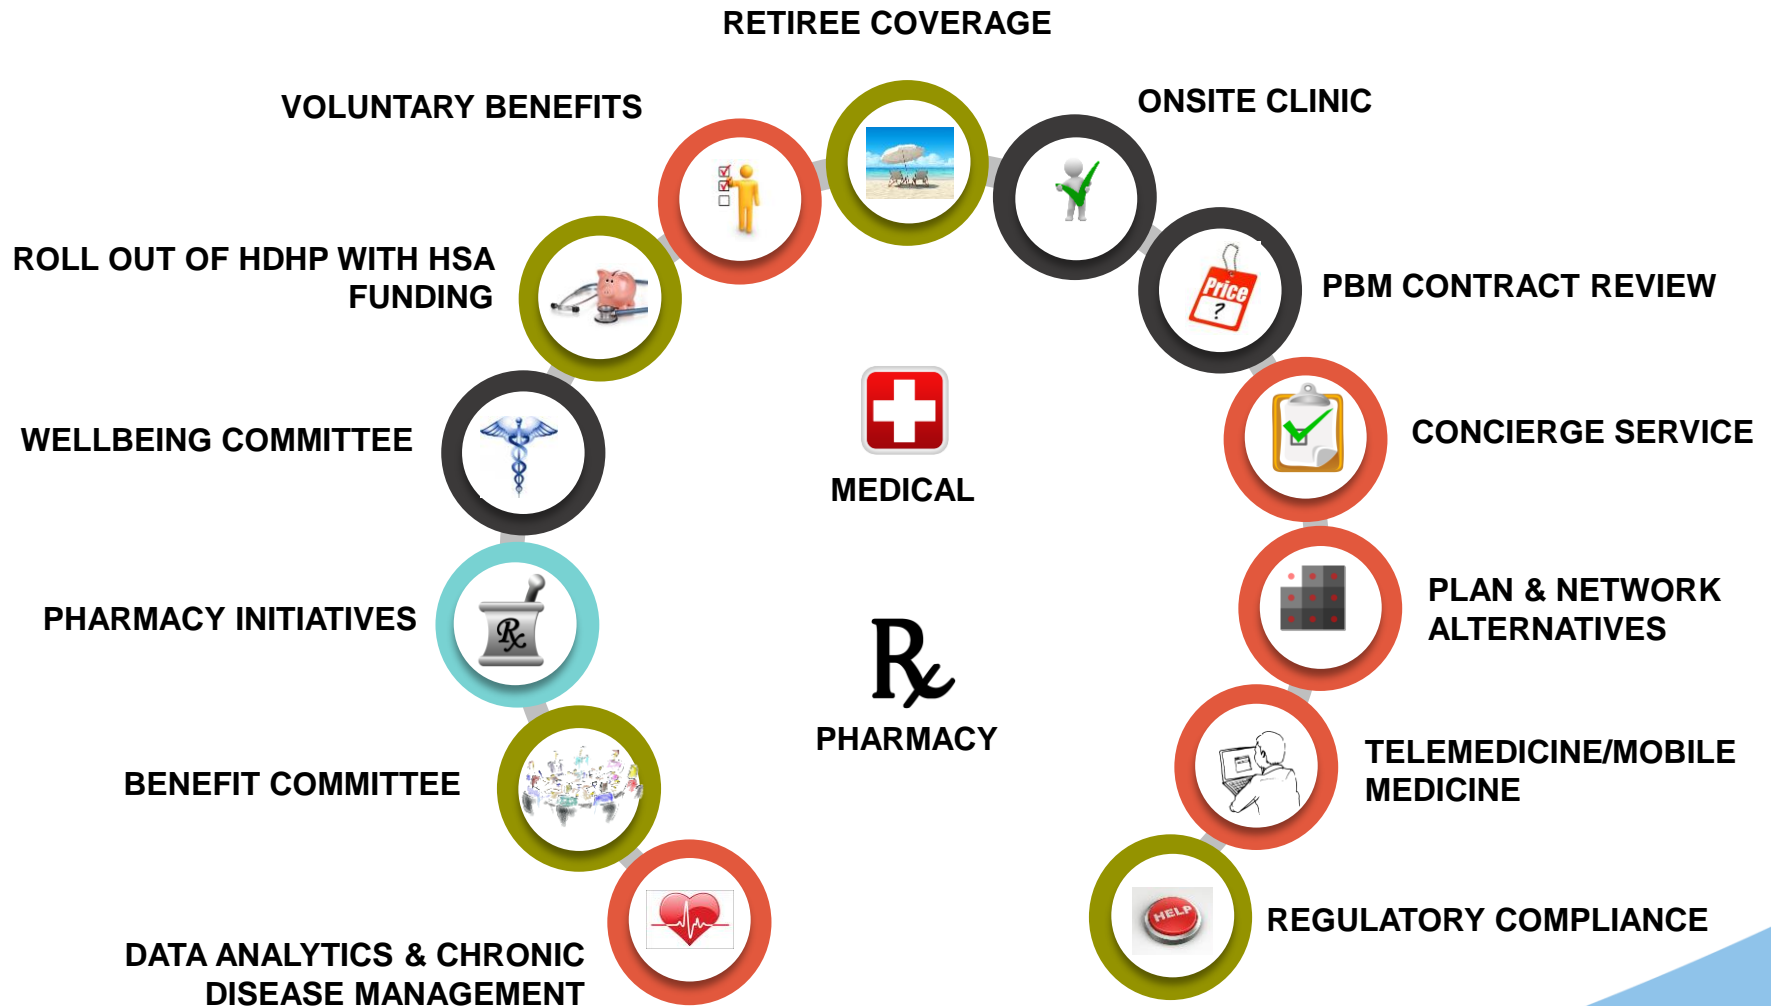 RETIREE COVERAGE
VOLUNTARY BENEFITS
ONSITE CLINIC
ROLL OUT OF HDHP WITH HSA
FUNDING
Price
?
PBM CONTRACT REVIEW
WELLBEING COMMITTEE
MEDICAL
CONCIERGE SERVICE
PHARMACY INITIATIVES
Rx
Rx
PHARMACY
PLAN & NETWORK
ALTERNATIVES
BENEFIT COMMITTEE
TELEMEDICINE/MOBILE
MEDICINE
DATA ANALYTICS & CHRONIC
DISEASE MANAGEMENT
HELP
REGULATORY COMPLIANCE